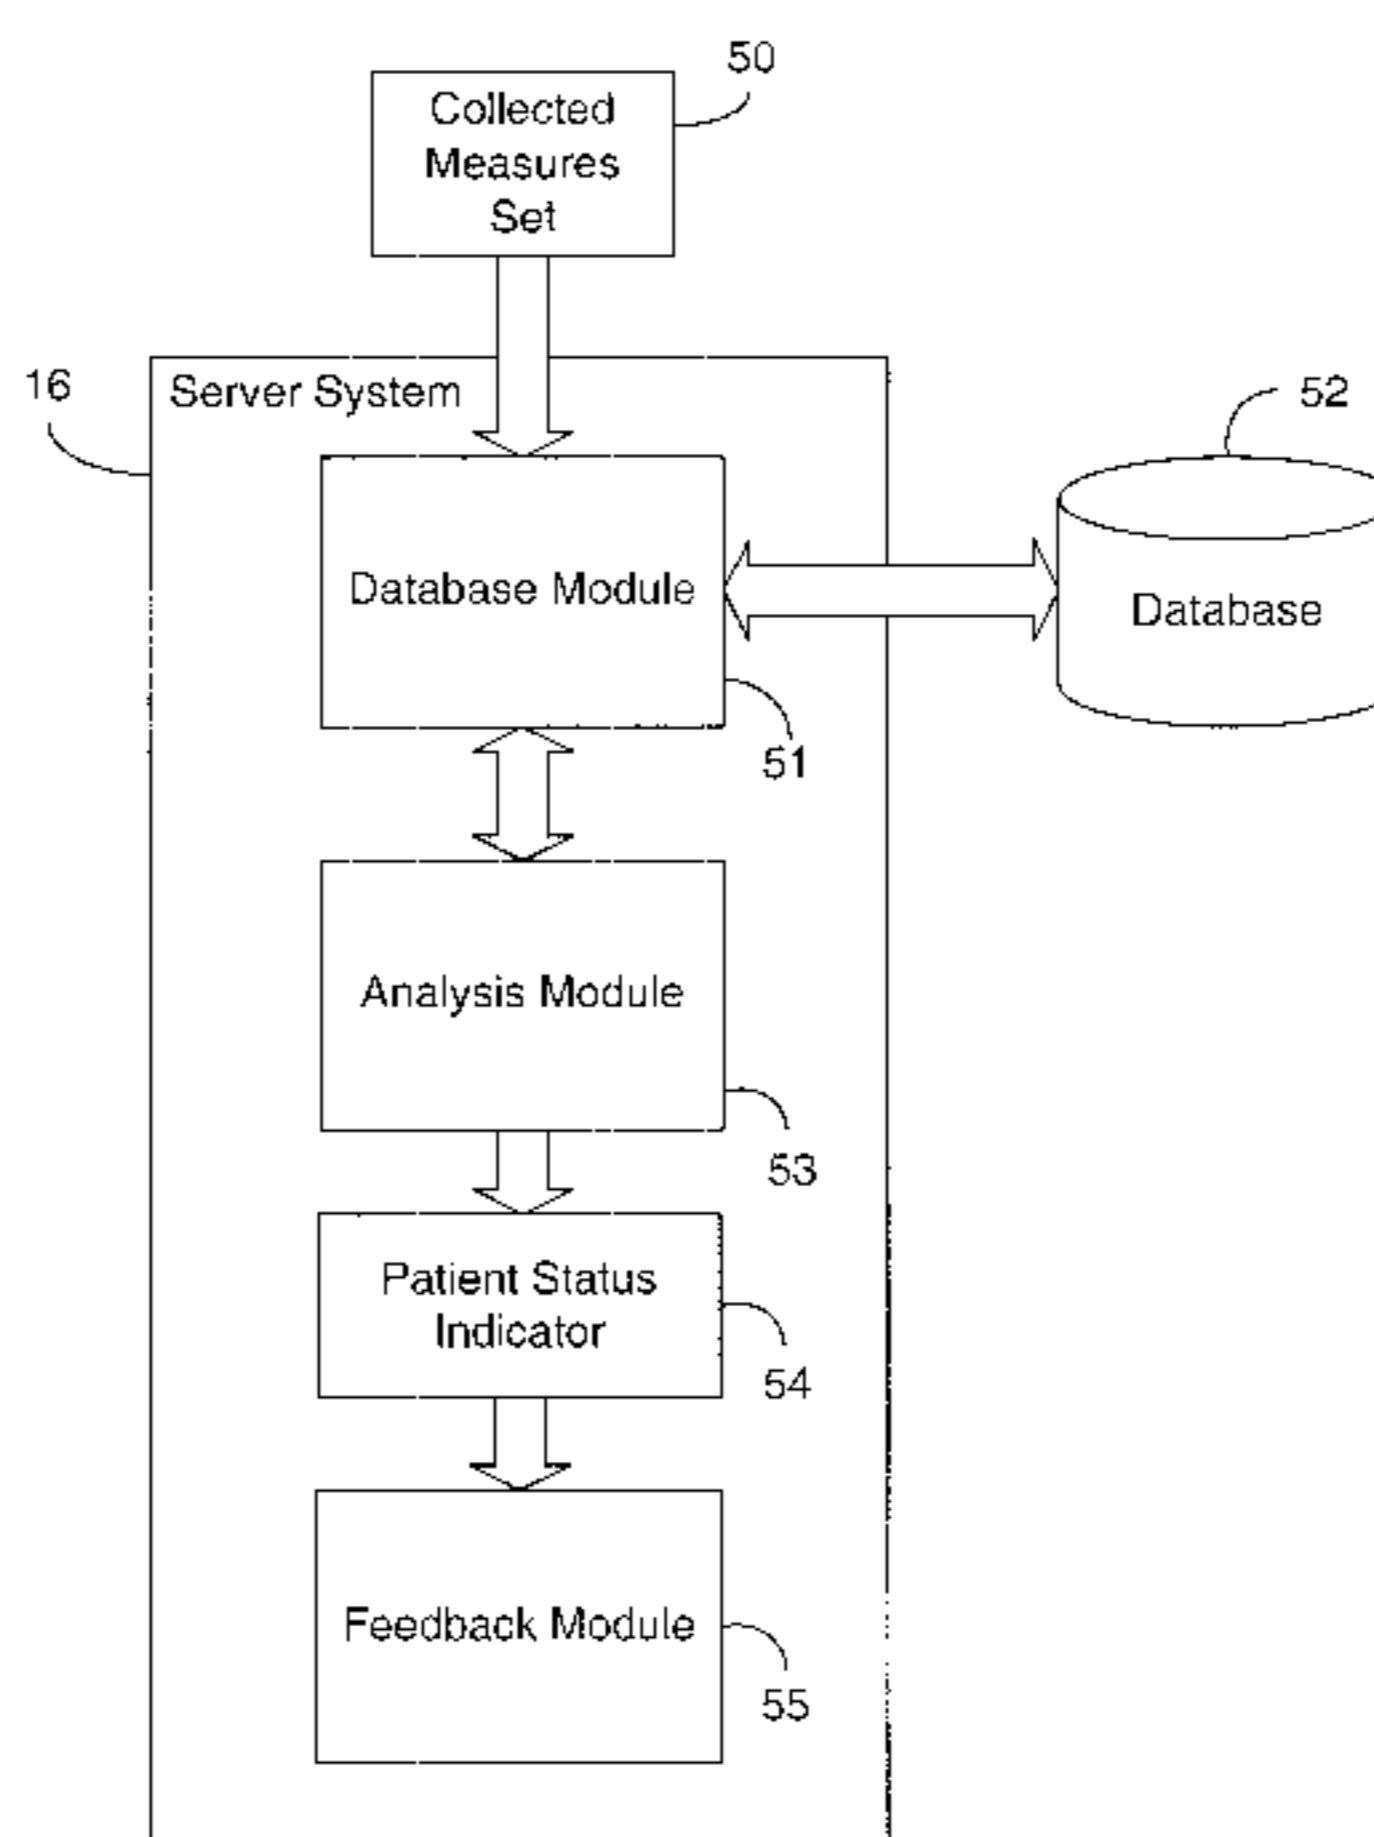 50
Collected
Measures
Set
16
Server System
52
Database Module
Database
51
Analysis Module
53
Patient Status
Indicator
54
Feedback Module
55